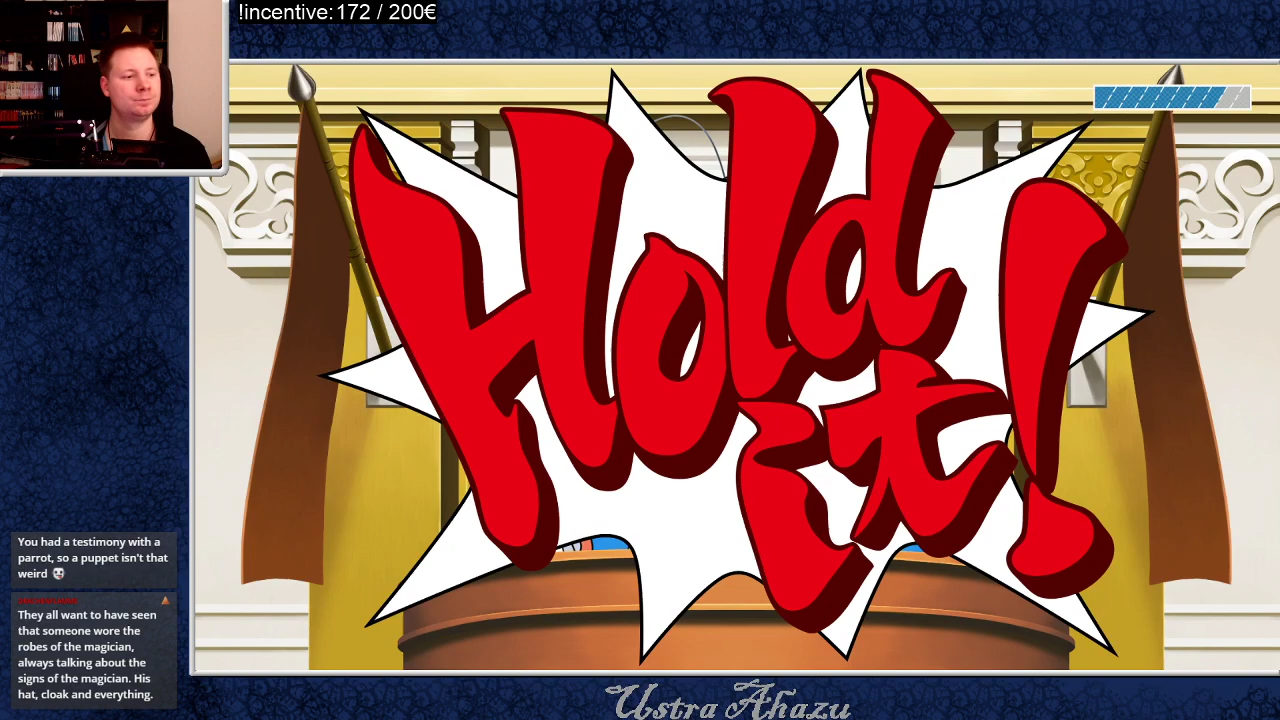 !incentive: 172 / 200€
Hold
it!
You had a testimony with a
parrot, so a puppet isn't that
weird
They all want to have seen
that someone wore the
robes of the magician,
always talking about the
signs of the magician. His
hat, cloak and everything.
Ustra Ahazu